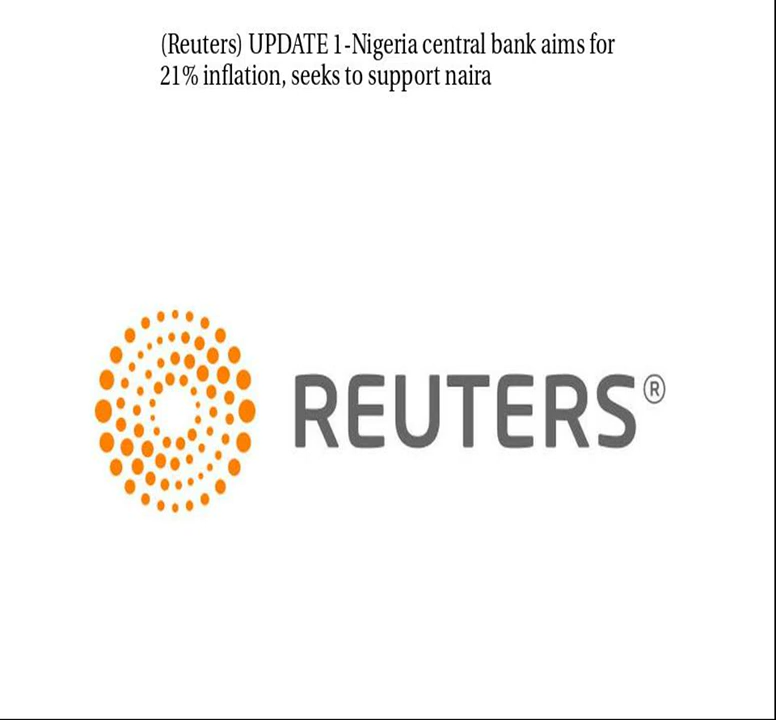 (Reuters) UPDATE 1-Nigeria central bank aims for
21% inflation, seeks to support naira
REUTERS®